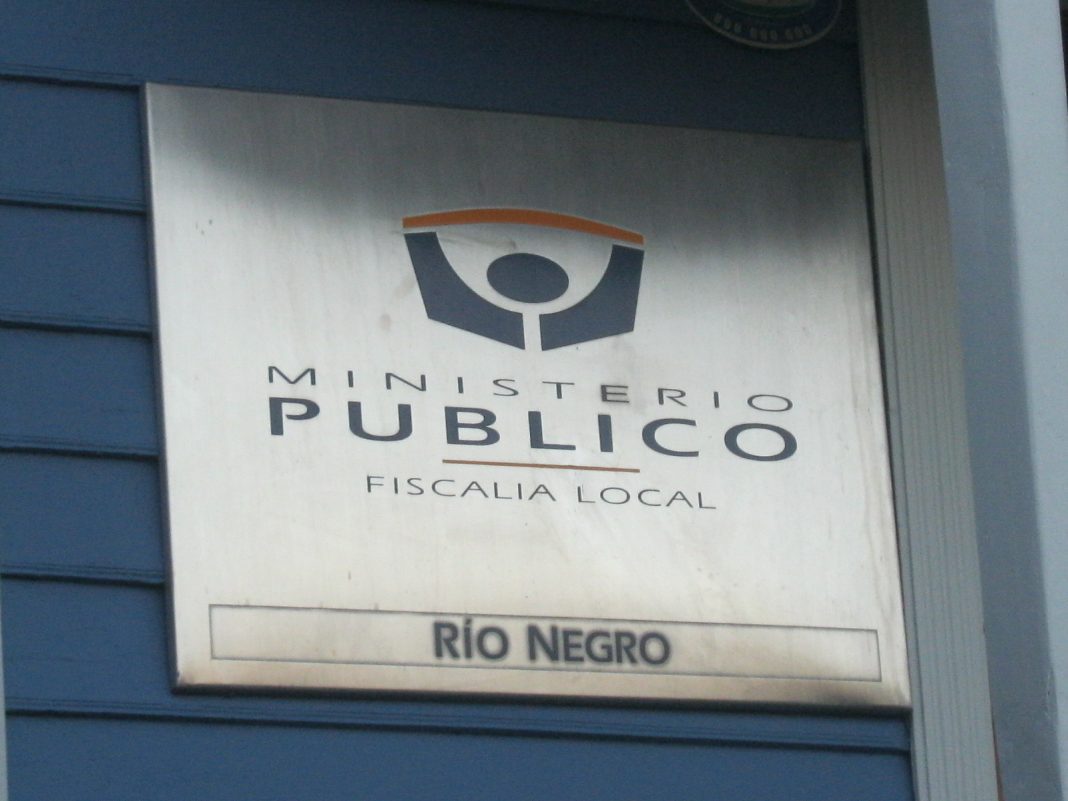 MINISTERIO
PUBLICO
FISCALIA LOCAL
RÍO NEGRO